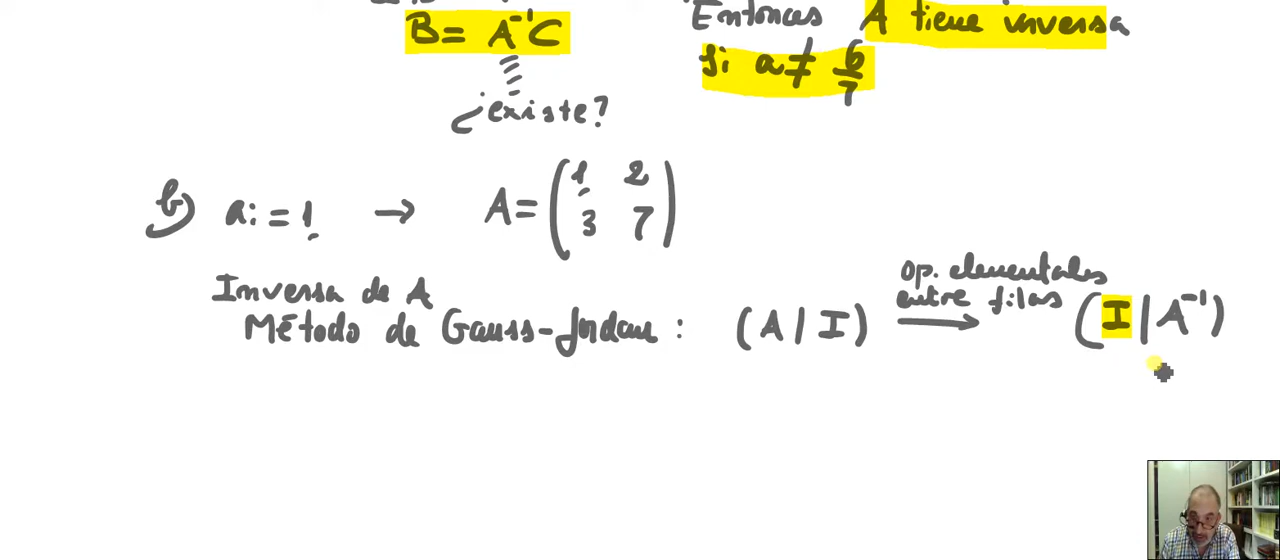 B = A⁻¹C
¿existe?
Entonces A tiene inversa
si a ≠ 6/7
b) a := 1 → A = (1 2
3 7)
Inversa de A
Método de Gauss-Jordan : (A | I) op. elementales entre filas → (I | A⁻¹)